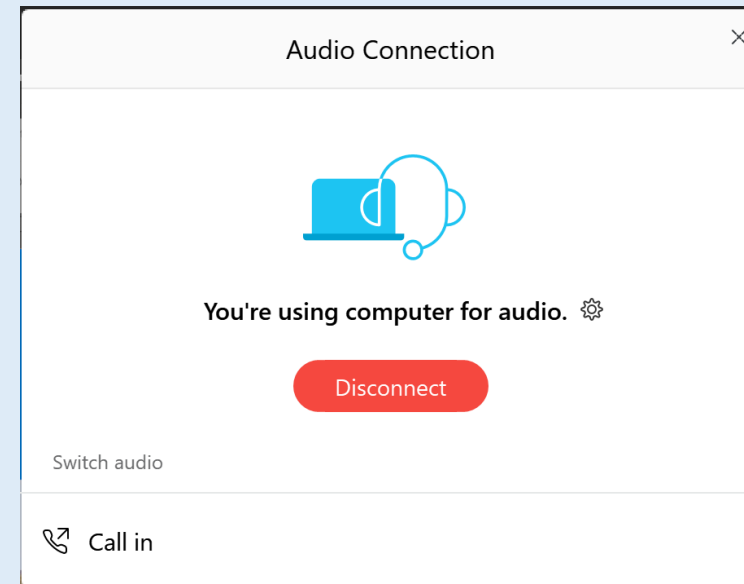 Audio Connection
You're using computer for audio.
Disconnect
Switch audio
Call in